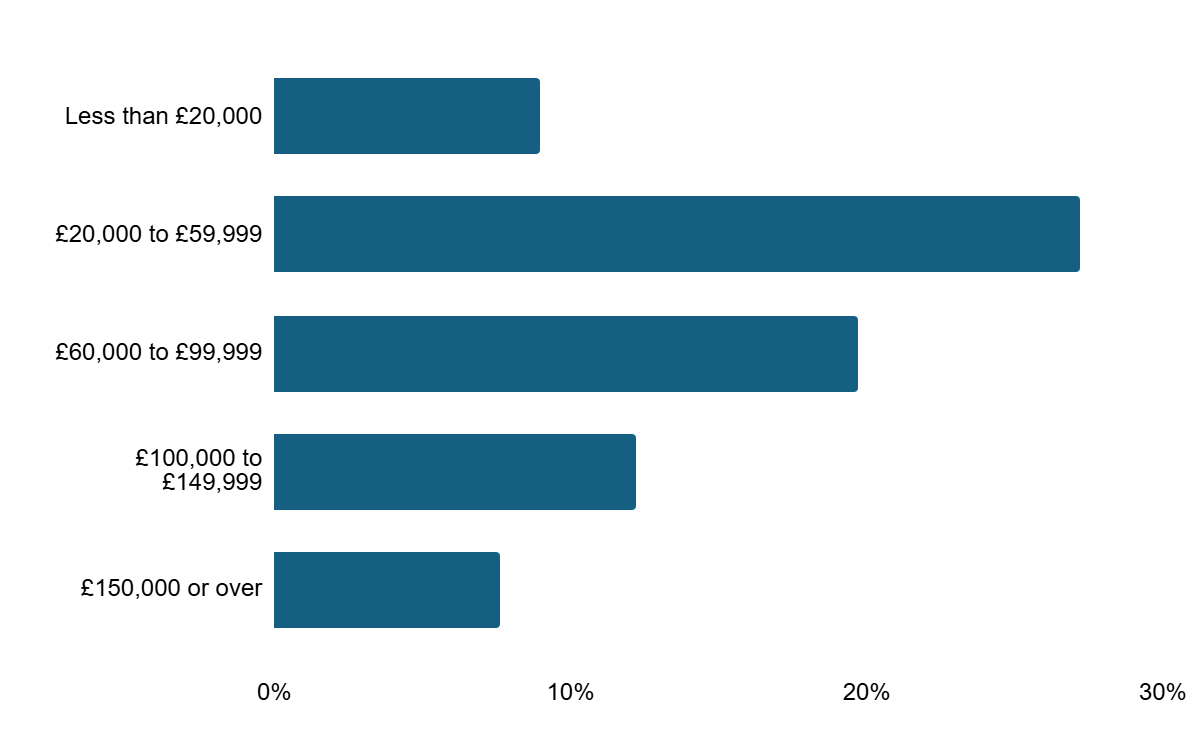 Less than £20,000
£20,000 to £59,999
£60,000 to £99,999
£100,000 to
£149,999
£150,000 or over
0% 10% 20% 30%